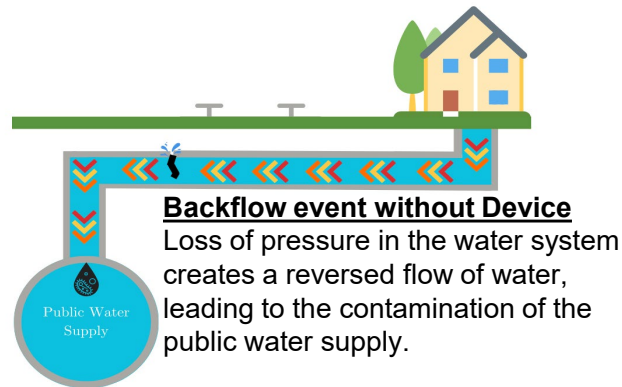 Backflow event without Device
Loss of pressure in the water system
creates a reversed flow of water,
leading to the contamination of the
public water supply.
Public Water
Supply